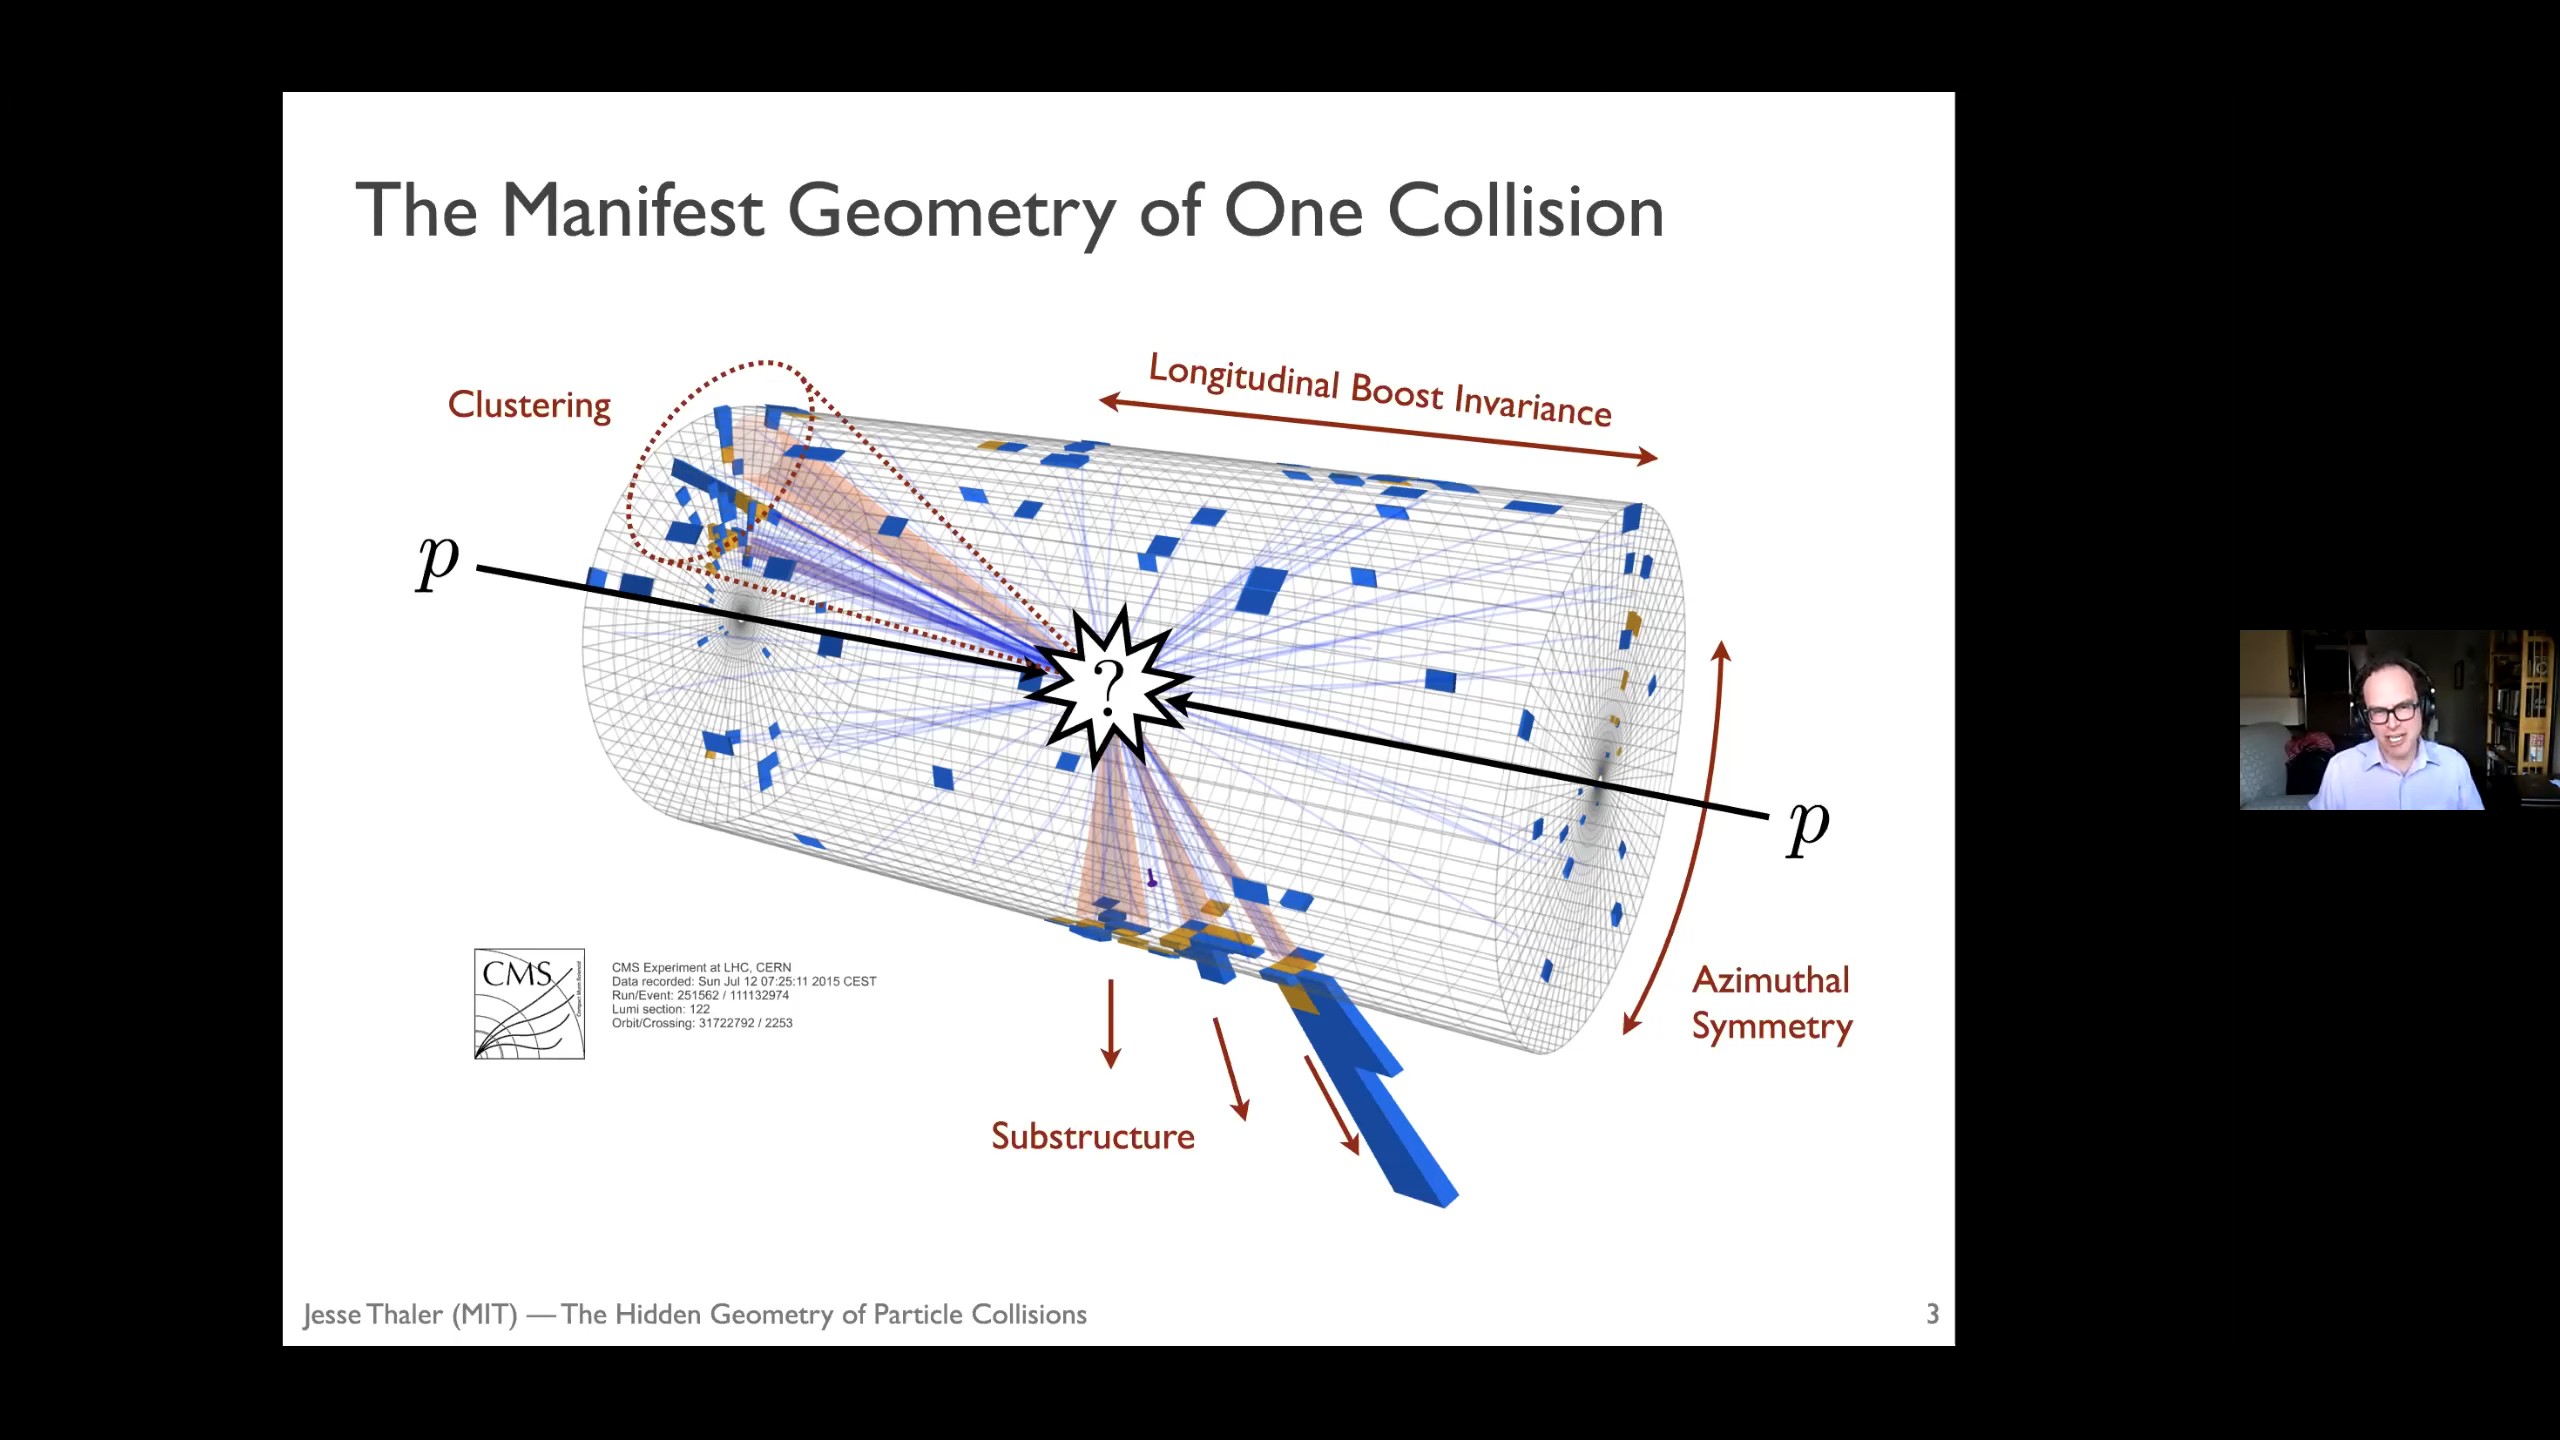 The Manifest Geometry of One Collision
Clustering
Longitudinal Boost Invariance
p
?
p
Azimuthal
Symmetry
Substructure
CMS
CMS Experiment at LHC, CERN
Data recorded: Sun Jul 12 07:25:11 2015 CEST
Run/Event: 251562 / 111132974
Lumi section: 122
Orbit/Crossing: 31722792 / 2253
Jesse Thaler (MIT) — The Hidden Geometry of Particle Collisions
3